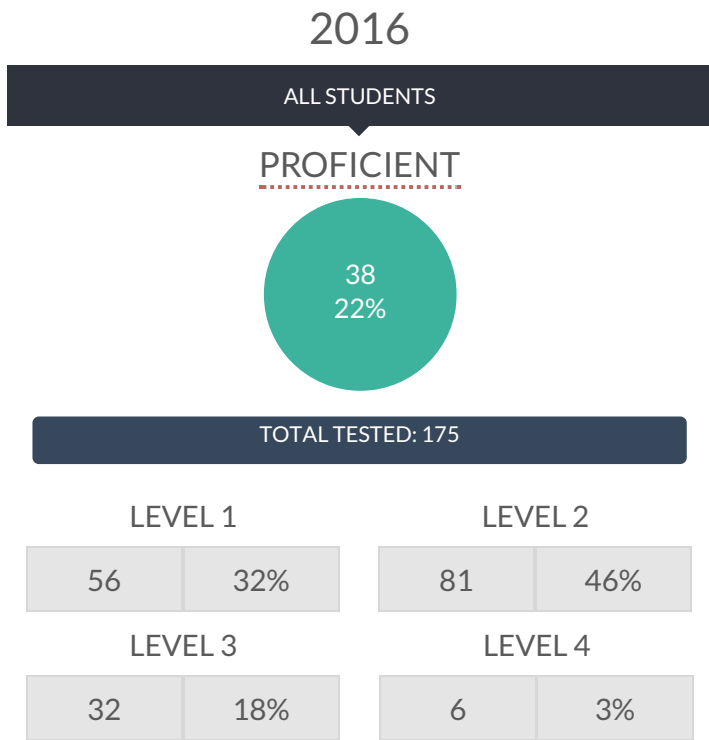 2016
ALL STUDENTS
PROFICIENT
38
22%
TOTAL TESTED: 175
LEVEL 1 LEVEL 2
56 32% 81 46%
LEVEL 3 LEVEL 4
32 18% 6 3%